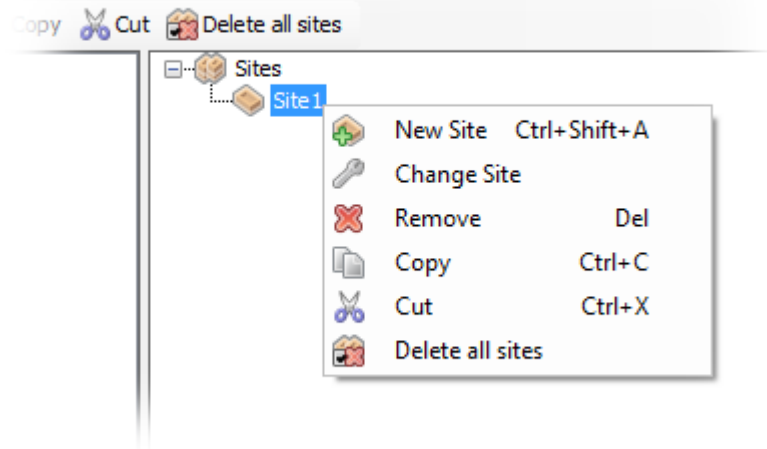 Copy Cut Delete all sites
Sites
Site1
New Site Ctrl+Shift+A
Change Site
Remove Del
Copy Ctrl+C
Cut Ctrl+X
Delete all sites